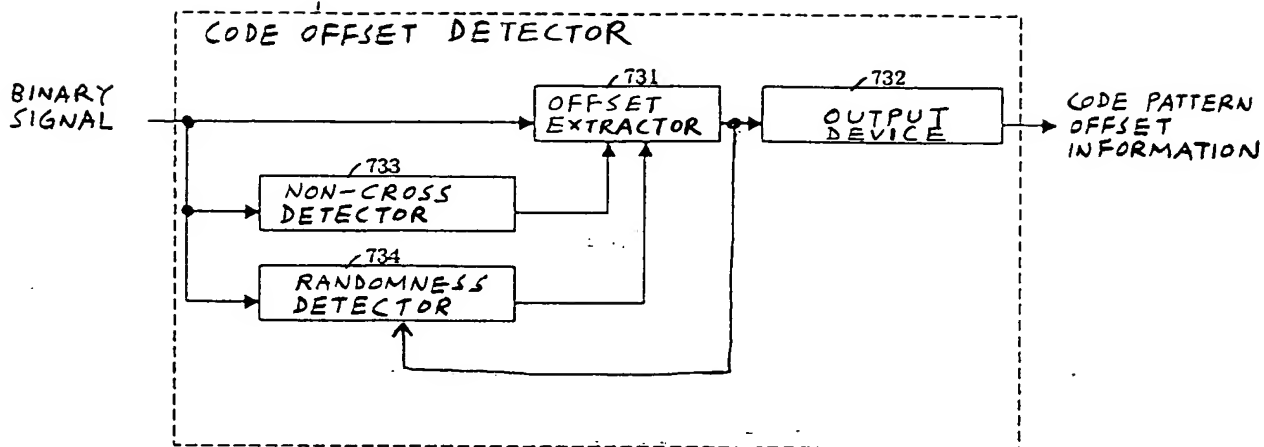 CODE OFFSET DETECTOR
BINARY
SIGNAL
731
OFFSET
EXTRACTOR
732
OUTPUT
DEVICE
CODE PATTERN
OFFSET
INFORMATION
733
NON-CROSS
DETECTOR
734
RANDOMNESS
DETECTOR